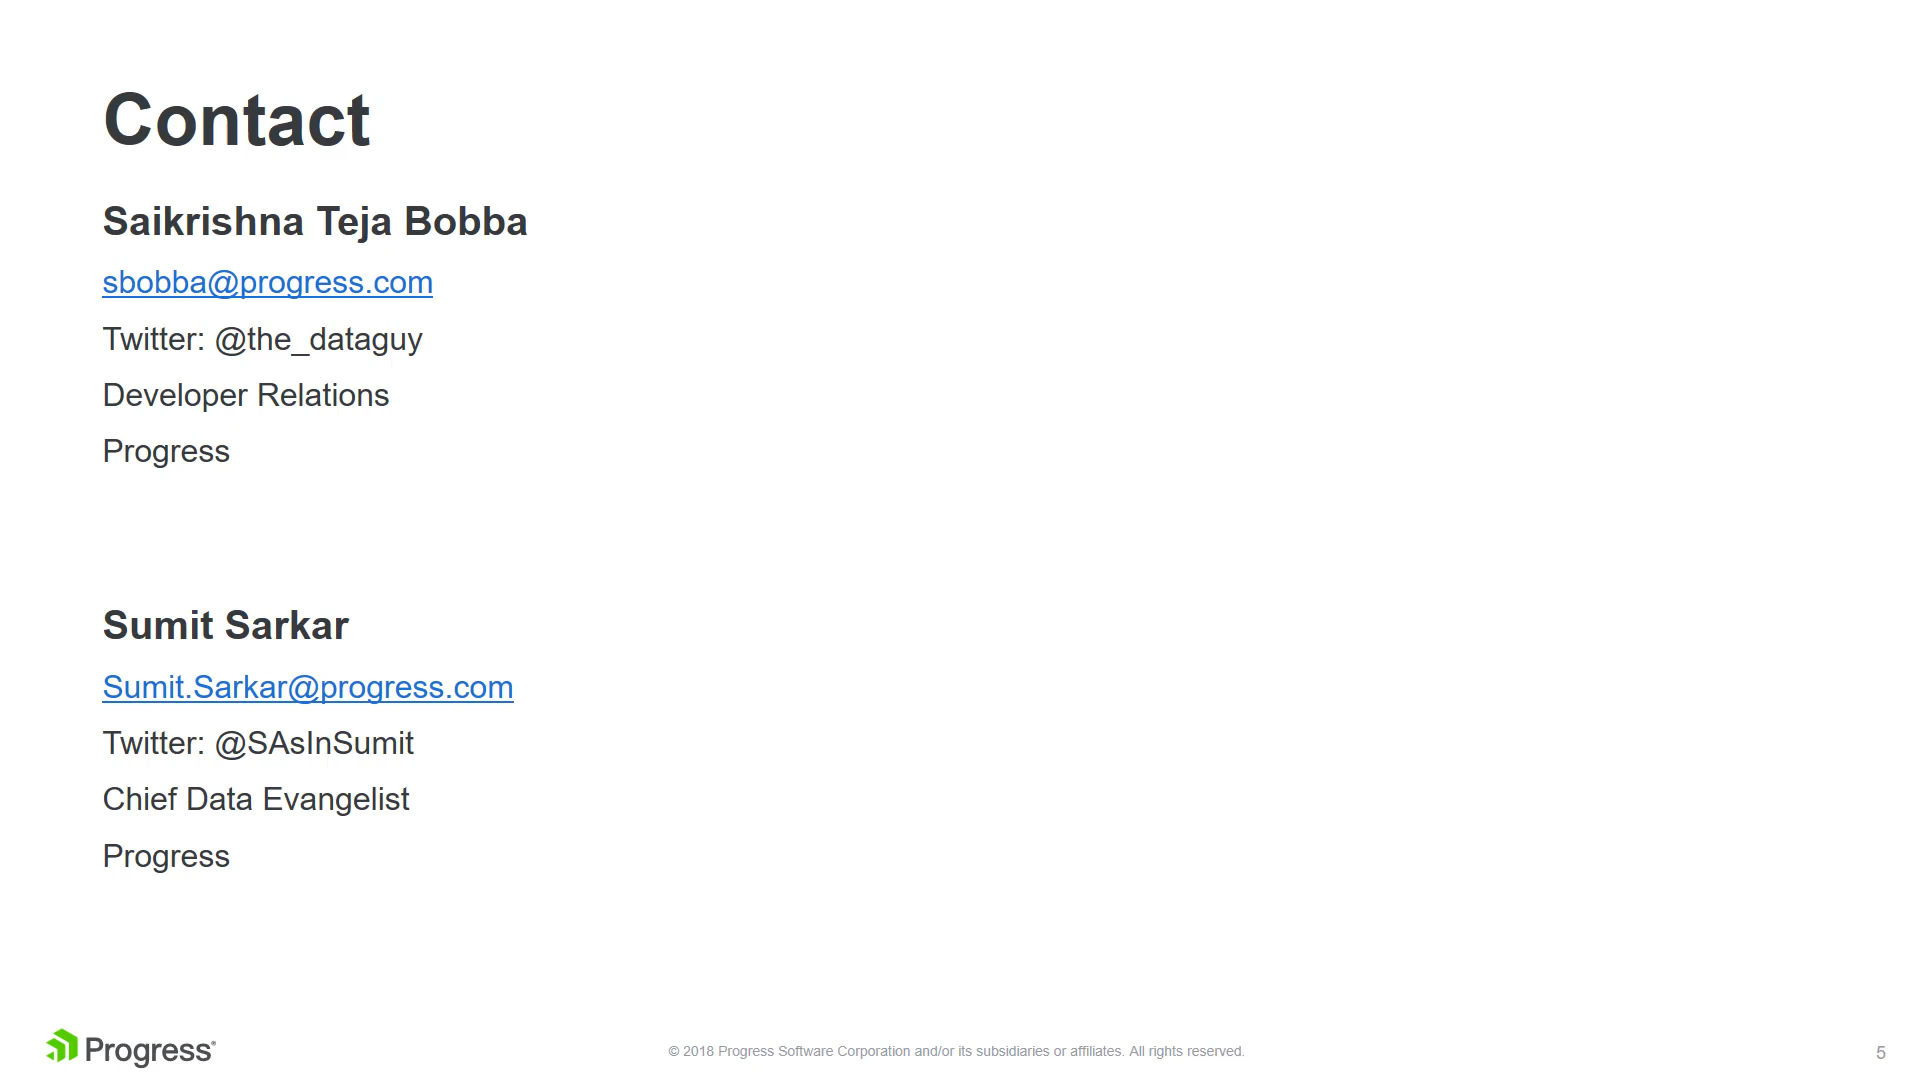 Contact
Saikrishna Teja Bobba
sbobba@progress.com
Twitter: @the_dataguy
Developer Relations
Progress
Sumit Sarkar
Sumit.Sarkar@progress.com
Twitter: @SAsInSumit
Chief Data Evangelist
Progress
Progress®
© 2018 Progress Software Corporation and/or its subsidiaries or affiliates. All rights reserved.
5